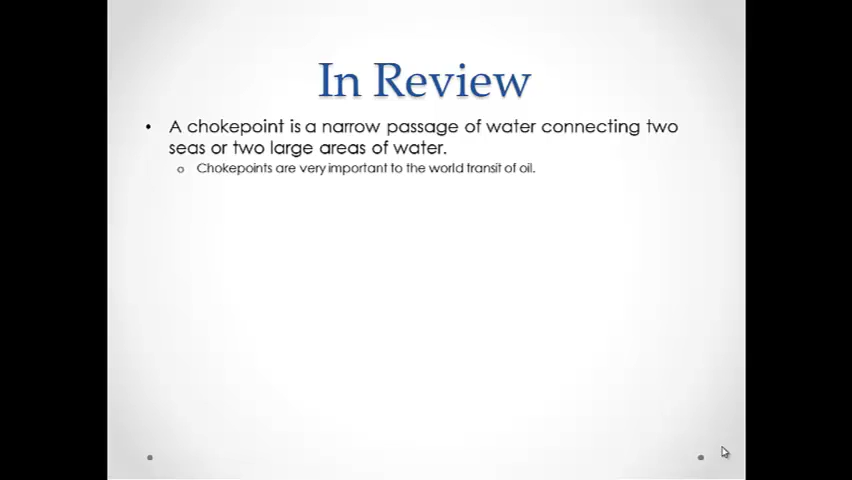 In Review
• A chokepoint is a narrow passage of water connecting two
seas or two large areas of water.
o Chokepoints are very important to the world transit of oil.